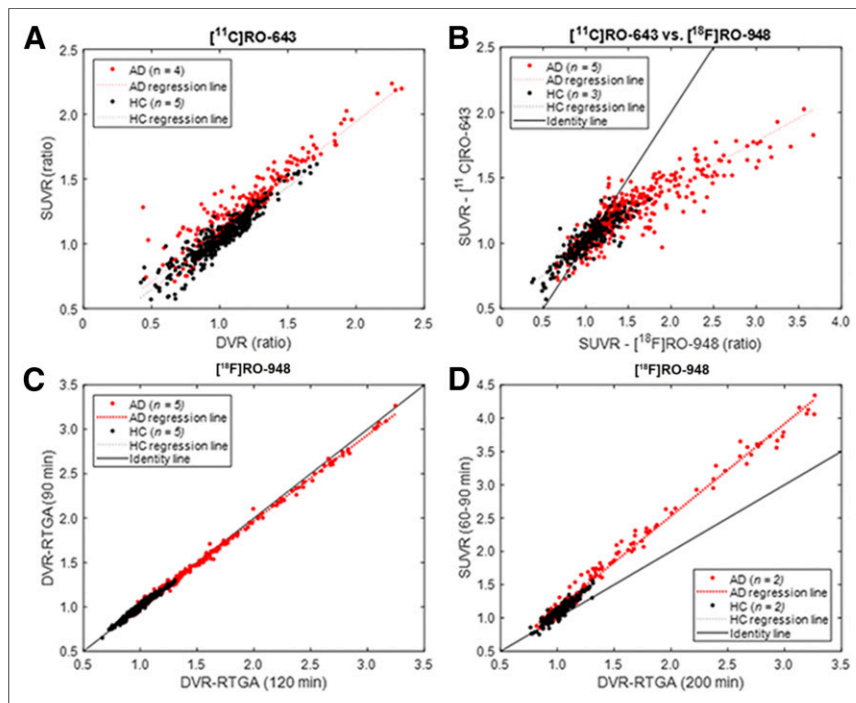 A
[¹¹C]RO-643
2.5
2.0
1.5
1.0
0.5
SUVR (ratio)
AD (n = 4)
AD regression line
HC (n = 5)
HC regression line
0
0.5
1.0
1.5
2.0
2.5
DVR (ratio)
B
[¹¹C]RO-643 vs. [¹⁸F]RO-948
2.5
2.0
1.5
1.0
0.5
SUVR - [¹¹C]RO-643
AD (n = 5)
AD regression line
HC (n = 3)
HC regression line
Identity line
0
0.5
1.0
1.5
2.0
2.5
3.0
3.5
4.0
SUVR - [¹⁸F]RO-948 (ratio)
C
[¹⁸F]RO-948
3.5
3.0
2.5
2.0
1.5
1.0
0.5
DVR-RTGA (90 min)
AD (n = 5)
AD regression line
HC (n = 5)
HC regression line
Identity line
0.5
1.0
1.5
2.0
2.5
3.0
3.5
DVR-RTGA (120 min)
D
[¹⁸F]RO-948
4.5
4.0
3.5
3.0
2.5
2.0
1.5
1.0
0.5
SUVR (60-90 min)
AD (n = 2)
AD regression line
HC (n = 2)
HC regression line
Identity line
0.5
1.0
1.5
2.0
2.5
3.0
3.5
DVR-RTGA (200 min)